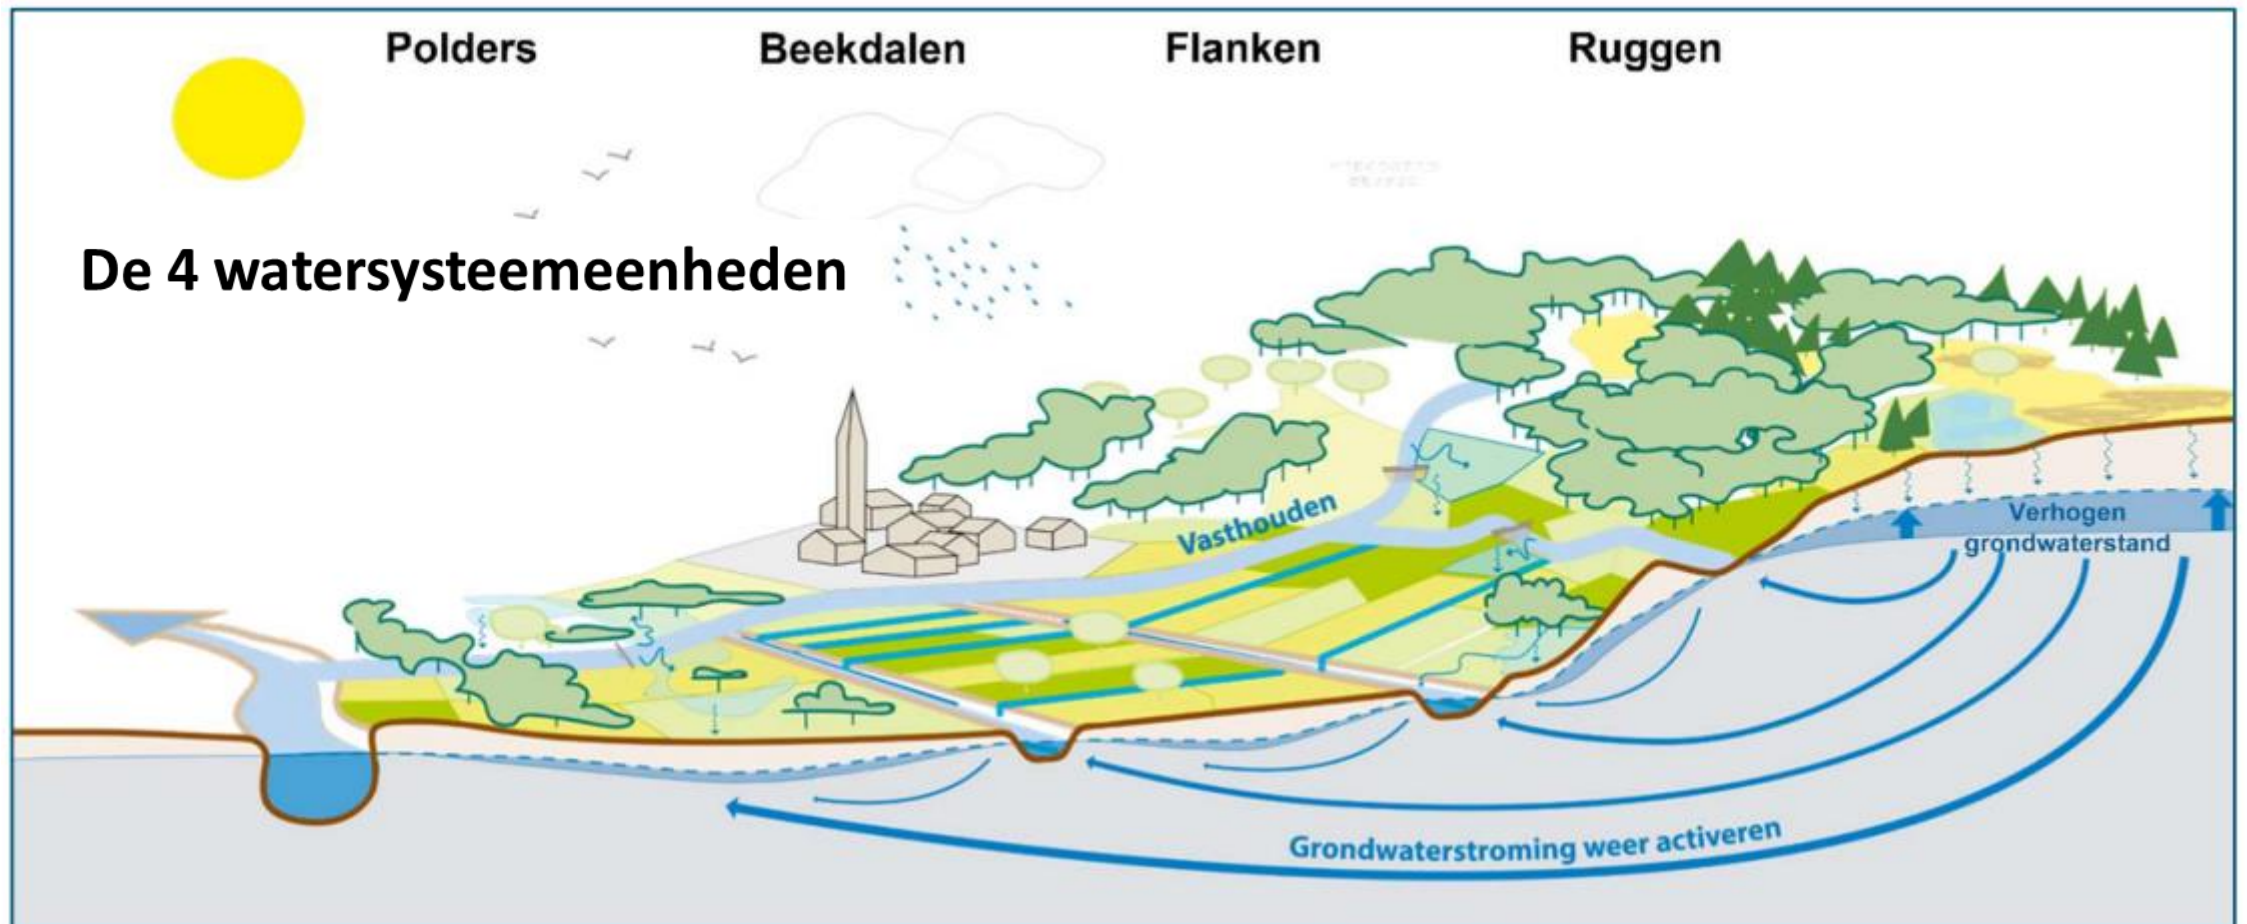 Polders
Beekdalen
Flanken
Ruggen
De 4 watersysteemeenheden
Vasthouden
Verhogen
grondwaterstand
Grondwaterstroming weer activeren